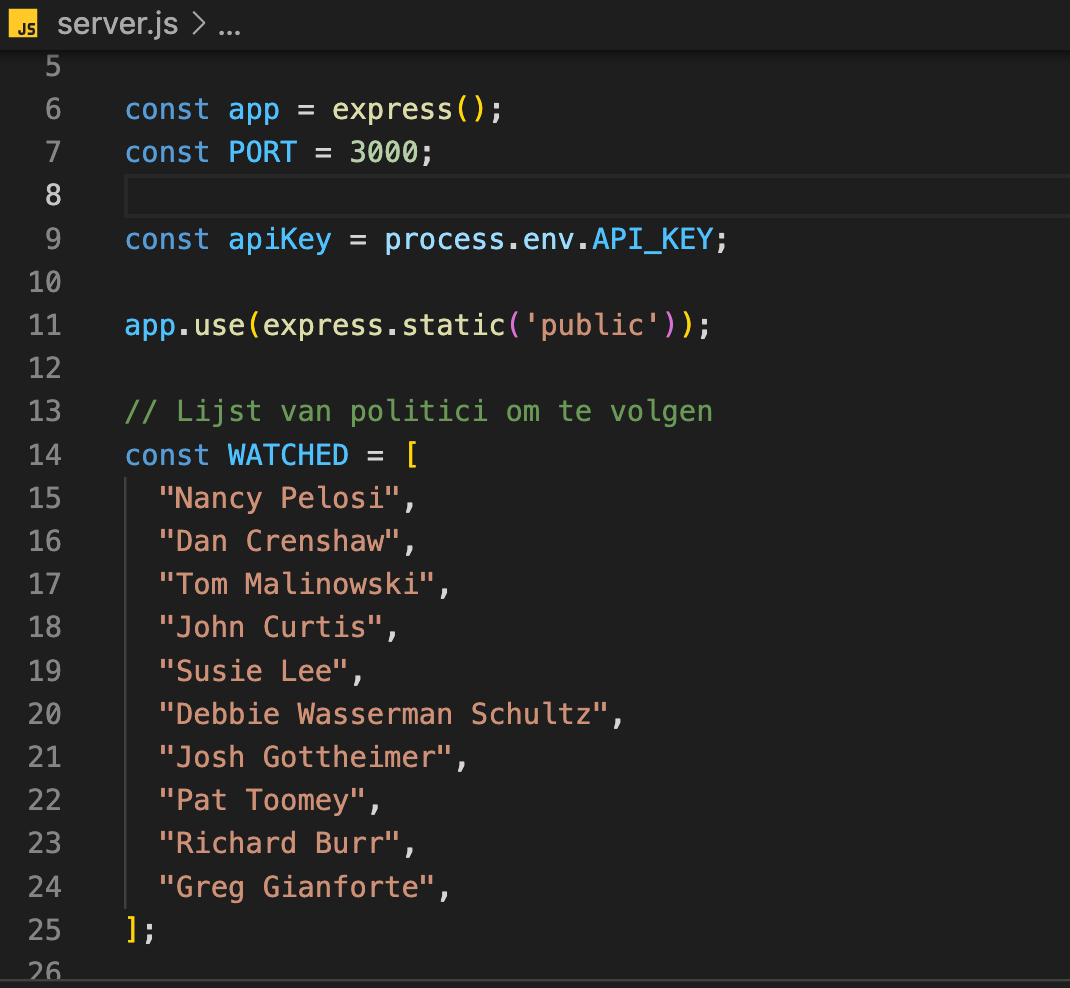 JS server.js > ...
5
6 const app = express();
7 const PORT = 3000;
8
9 const apiKey = process.env.API_KEY;
10
11 app.use(express.static('public'));
12
13 // Lijst van politici om te volgen
14 const WATCHED = [
15 "Nancy Pelosi",
16 "Dan Crenshaw",
17 "Tom Malinowski",
18 "John Curtis",
19 "Susie Lee",
20 "Debbie Wasserman Schultz",
21 "Josh Gottheimer",
22 "Pat Toomey",
23 "Richard Burr",
24 "Greg Gianforte",
25 ];
26